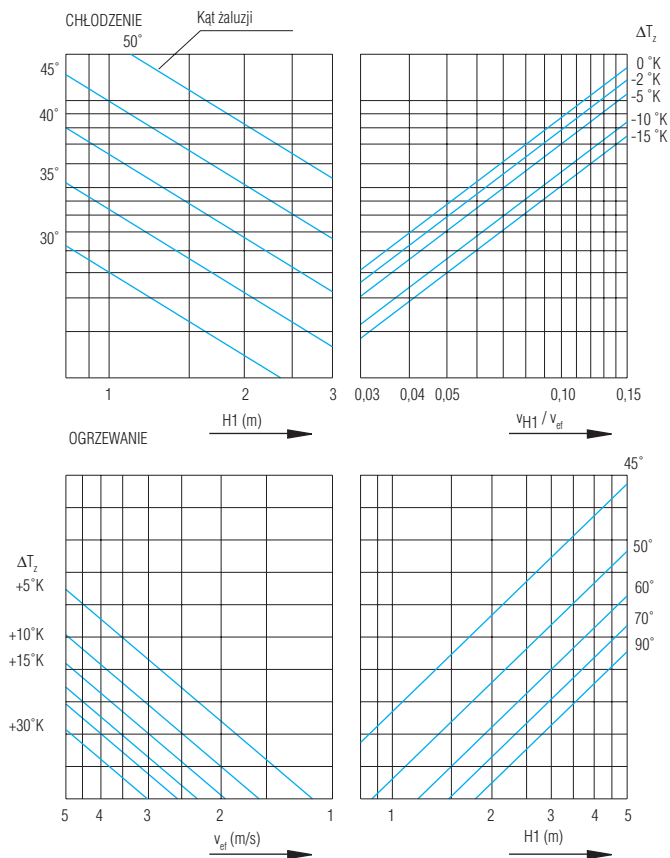 CHŁODZENIE
Kąt żaluzji
50˚
45˚
40˚
35˚
30˚
1 2 3
H1 (m)
ΔTz
0 ˚K
-2 ˚K
-5 ˚K
-10 ˚K
-15 ˚K
0,03 0,04 0,05 0,10 0,15
vH1 / vef
OGRZEWANIE
ΔTz
+5˚K
+10˚K
+15˚K
+30˚K
5 4 3 2 1
vef (m/s)
45˚
50˚
60˚
70˚
90˚
1 2 3 4 5
H1 (m)